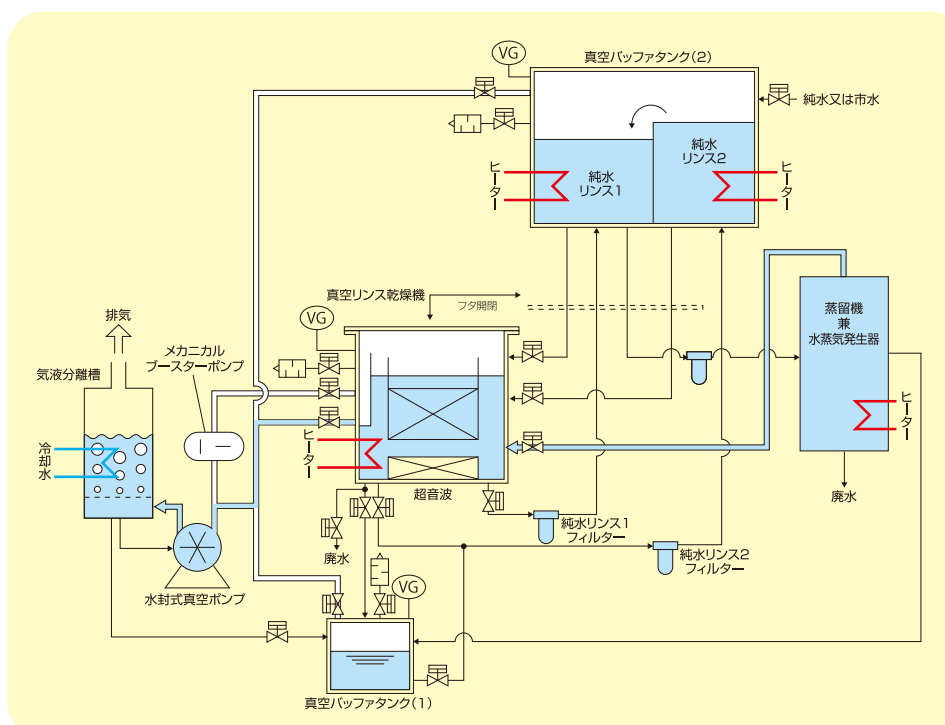 VG
真空バッファタンク(2)
純水又は市水
純水
リンス2
純水
リンス1
ヒーター
ヒーター
真空リンス乾燥機
フタ開閉
VG
蒸留機
兼
水蒸気発生器
ヒーター
排気
メカニカル
ブースターポンプ
気液分離槽
冷却水
ヒーター
超音波
廃水
純水リンス1
フィルター
廃水
純水リンス2
フィルター
水封式真空ポンプ
VG
真空バッファタンク(1)